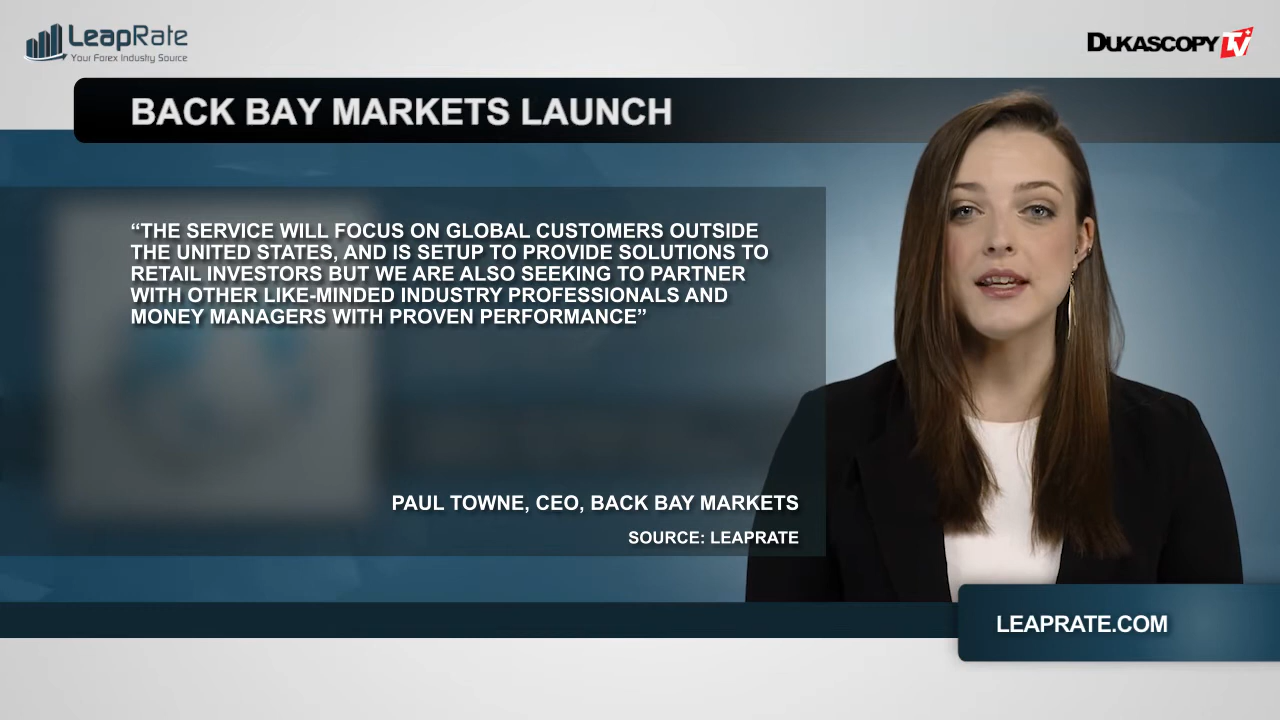 LeapRate
Your Forex Industry Source
DUKASCOPY TV
BACK BAY MARKETS LAUNCH
“THE SERVICE WILL FOCUS ON GLOBAL CUSTOMERS OUTSIDE
THE UNITED STATES, AND IS SETUP TO PROVIDE SOLUTIONS TO
RETAIL INVESTORS BUT WE ARE ALSO SEEKING TO PARTNER
WITH OTHER LIKE-MINDED INDUSTRY PROFESSIONALS AND
MONEY MANAGERS WITH PROVEN PERFORMANCE”
PAUL TOWNE, CEO, BACK BAY MARKETS
SOURCE: LEAPRATE
LEAPRATE.COM